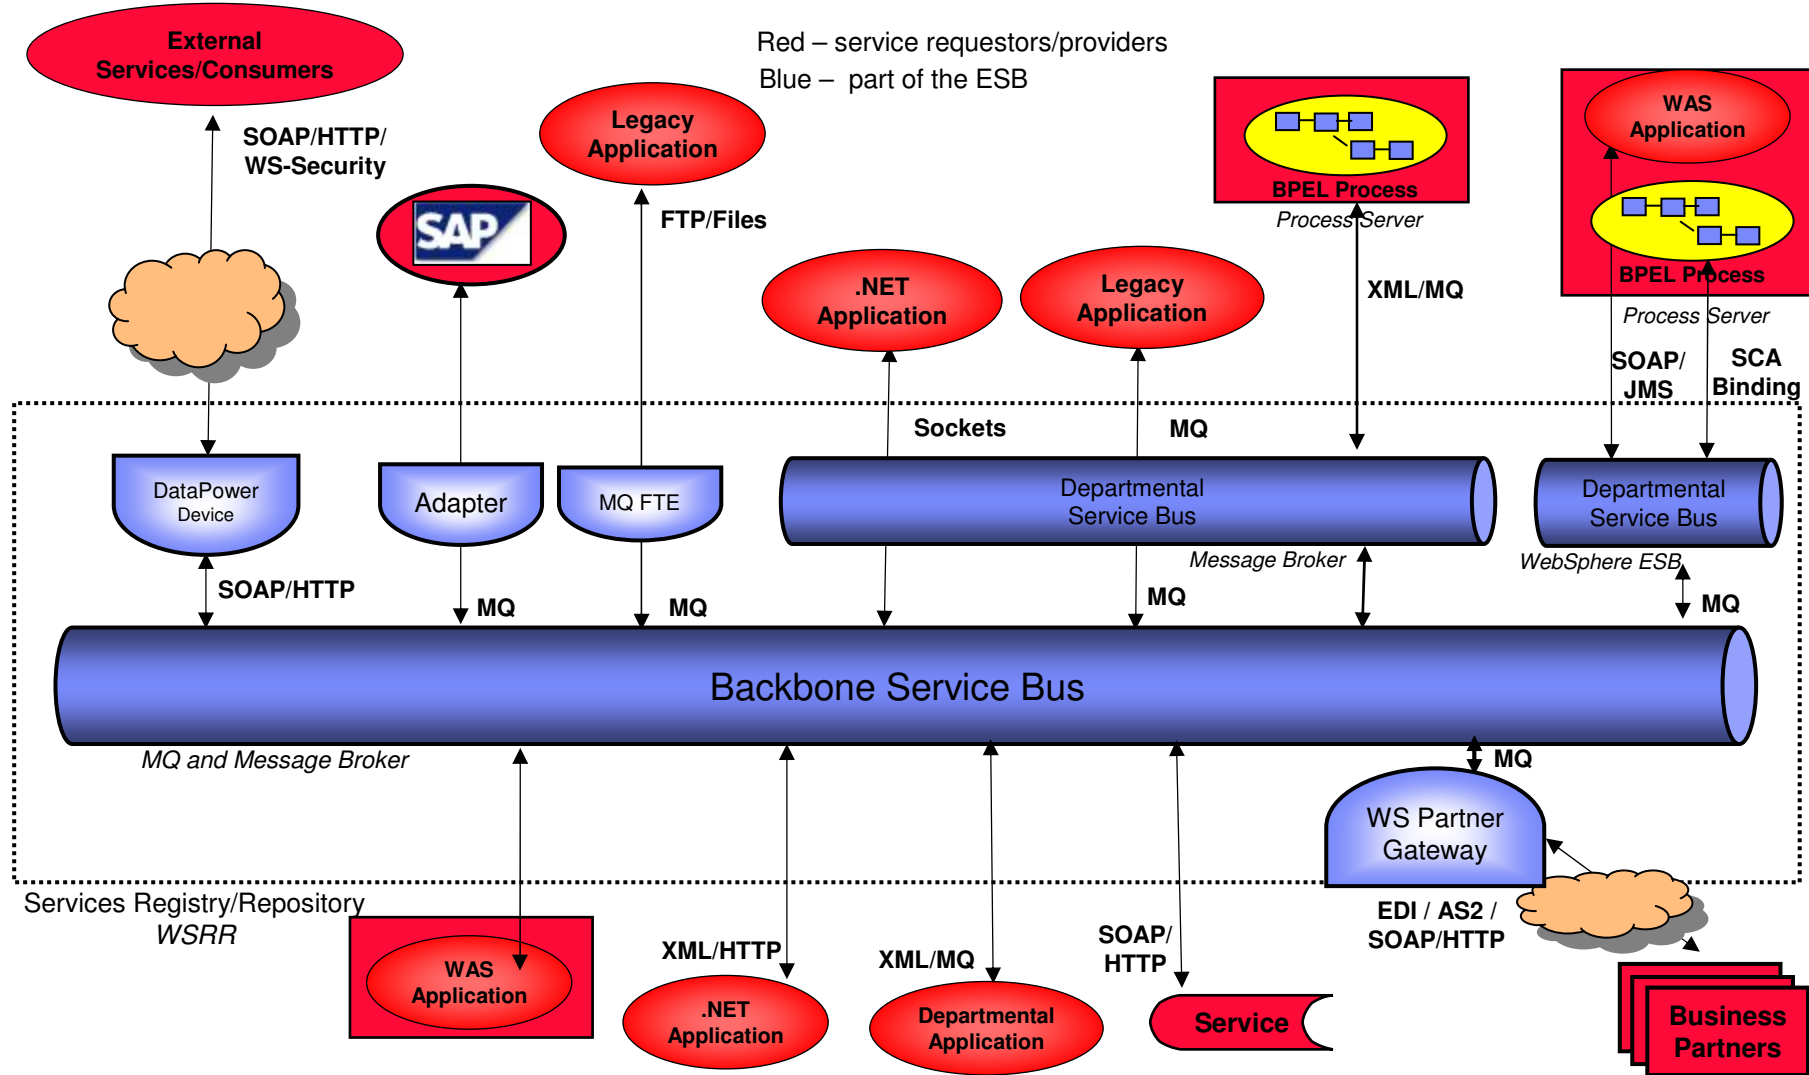 External
Services/Consumers
Red – service requestors/providers
Blue – part of the ESB
SOAP/HTTP/
WS-Security
Legacy
Application
WAS
Application
BPEL Process
Process Server
SAP
FTP/Files
BPEL Process
Process Server
.NET
Application
Legacy
Application
XML/MQ
SOAP/
JMS
SCA
Binding
Sockets
MQ
DataPower
Device
Adapter
MQ FTE
Departmental
Service Bus
Departmental
Service Bus
Message Broker
WebSphere ESB
SOAP/HTTP
MQ
MQ
MQ
MQ
Backbone Service Bus
MQ and Message Broker
MQ
WS Partner
Gateway
Services Registry/Repository
WSRR
EDI / AS2 /
SOAP/HTTP
XML/HTTP
XML/MQ
SOAP/
HTTP
WAS
Application
.NET
Application
Departmental
Application
Service
Business
Partners